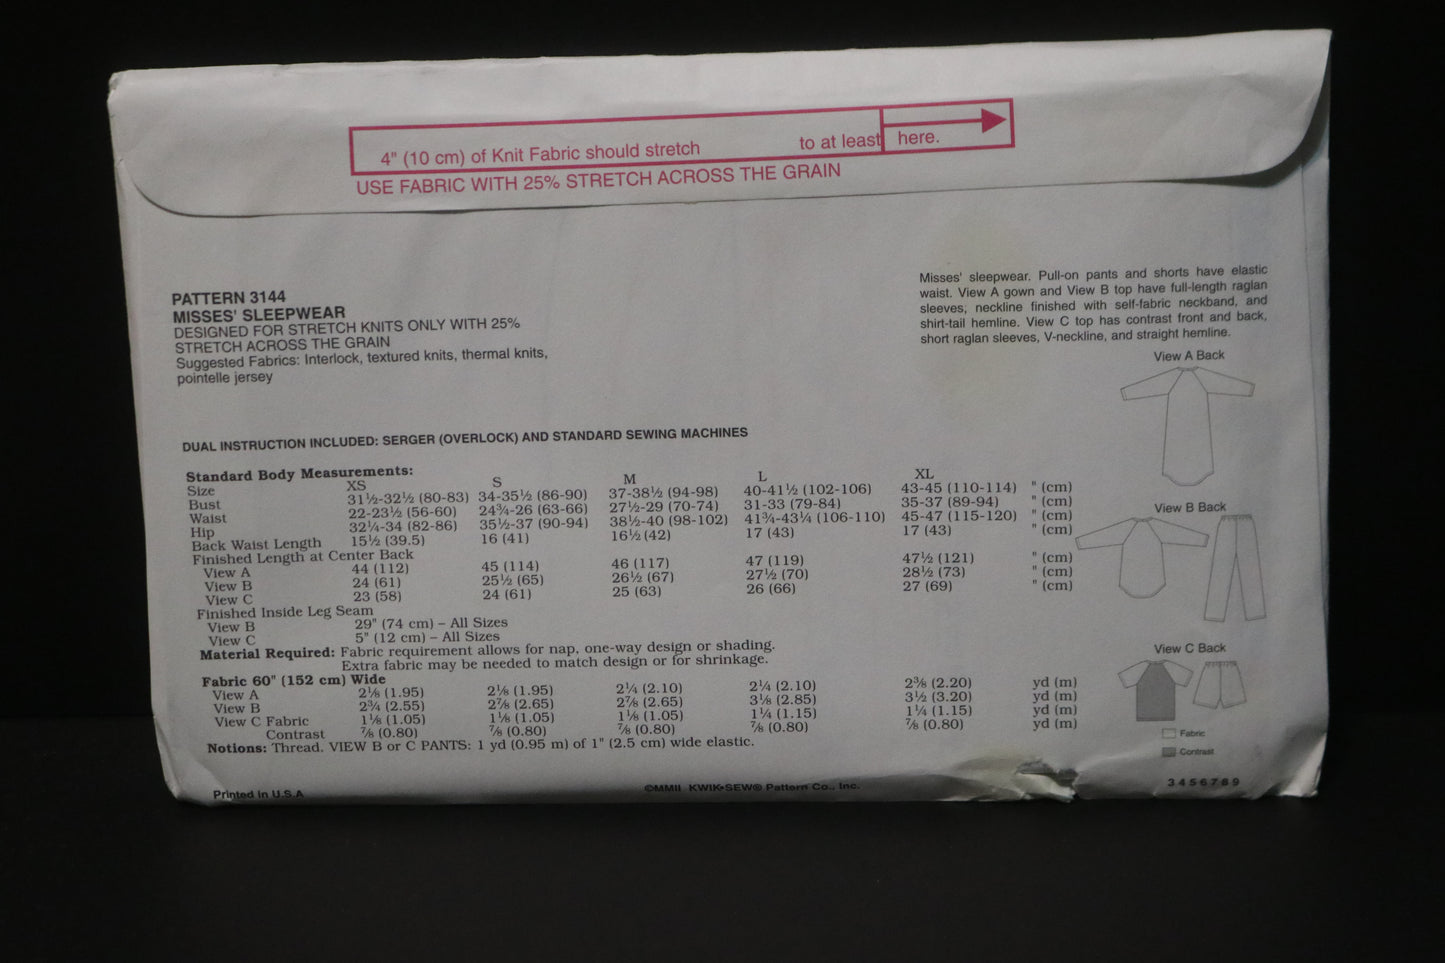 4" (10 cm) of Knit Fabric should stretch to at least here.
USE FABRIC WITH 25% STRETCH ACROSS THE GRAIN
PATTERN 3144
MISSES' SLEEPWEAR
DESIGNED FOR STRETCH KNITS ONLY WITH 25%
STRETCH ACROSS THE GRAIN
Suggested Fabrics: Interlock, textured knits, thermal knits,
pointelle jersey
Misses' sleepwear. Pull-on pants and shorts have elastic
waist. View A gown and View B top have full-length raglan
sleeves, neckline finished with self-fabric neckband, and
shirt-tail hemline. View C top has contrast front and back,
short raglan sleeves, V-neckline, and straight hemline.
View A Back
View B Back
View C Back
Fabric
Contrast
DUAL INSTRUCTION INCLUDED: SERGER (OVERLOCK) AND STANDARD SEWING MACHINES
Standard Body Measurements:
Size XS S M L XL
Bust 31½-32½ (80-83) 34-35½ (86-90) 37-38½ (94-98) 40-41½ (102-106) 43-45 (110-114) " (cm)
Waist 22-23½ (56-60) 24¾-26 (63-66) 27½-29 (70-74) 31-33 (79-84) 35-37 (89-94) " (cm)
Hip 32¼-34 (82-86) 35½-37 (90-94) 38½-40 (98-102) 41¾-43¼ (106-110) 45-47 (115-120) " (cm)
Back Waist Length 15½ (39.5) 16 (41) 16½ (42) 17 (43) 17 (43) " (cm)
Finished Length at Center Back
View A 44 (112) 45 (114) 46 (117) 47 (119) 47½ (121) " (cm)
View B 24 (61) 25½ (65) 26½ (67) 27½ (70) 28½ (73) " (cm)
View C 23 (58) 24 (61) 25 (63) 26 (66) 27 (69) " (cm)
Finished Inside Leg Seam
View B 29" (74 cm) – All Sizes
View C 5" (12 cm) – All Sizes
Material Required: Fabric requirement allows for nap, one-way design or shading.
Extra fabric may be needed to match design or for shrinkage.
Fabric 60" (152 cm) Wide
View A 2⅛ (1.95) 2⅛ (1.95) 2¼ (2.10) 2¼ (2.10) 2⅜ (2.20) yd (m)
View B 2¾ (2.55) 2⅞ (2.65) 2⅞ (2.65) 3⅛ (2.85) 3½ (3.20) yd (m)
View C Fabric 1⅛ (1.05) 1⅛ (1.05) 1⅛ (1.05) 1¼ (1.15) 1¼ (1.15) yd (m)
Contrast ⅞ (0.80) ⅞ (0.80) ⅞ (0.80) ⅞ (0.80) ⅞ (0.80) yd (m)
Notions: Thread. VIEW B or C PANTS: 1 yd (0.95 m) of 1" (2.5 cm) wide elastic.
Printed in U.S.A
©MMII KWIK•SEW® Pattern Co., Inc.
3 4 5 6 7 8 9